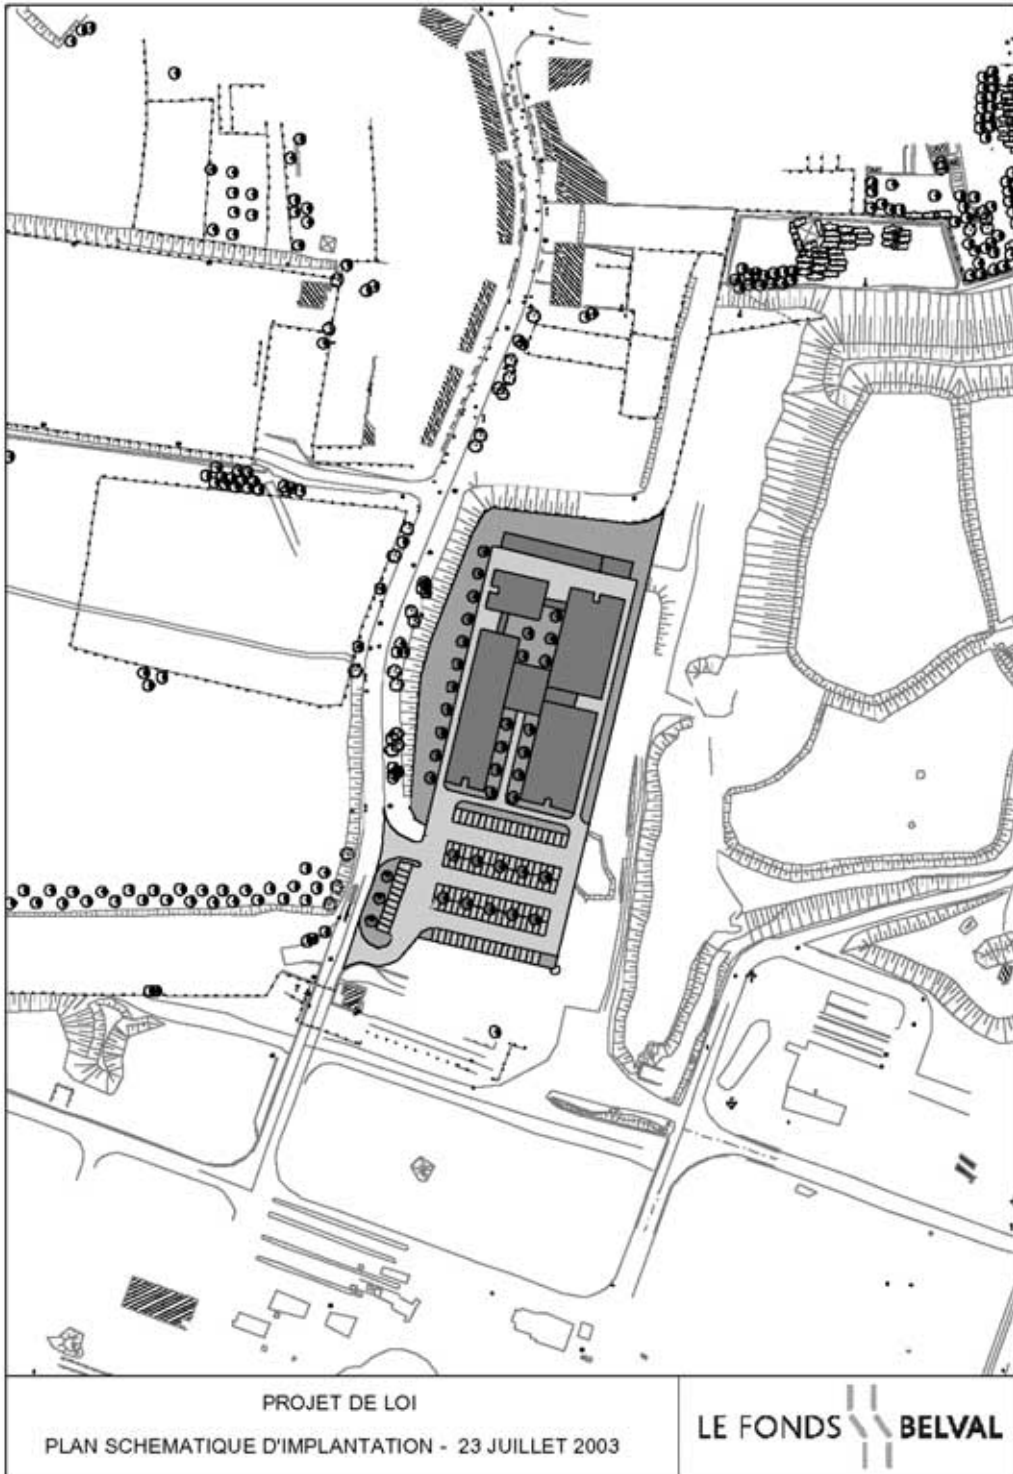 PROJET DE LOI
PLAN SCHEMATIQUE D'IMPLANTATION - 23 JUILLET 2003
LE FONDS BELVAL